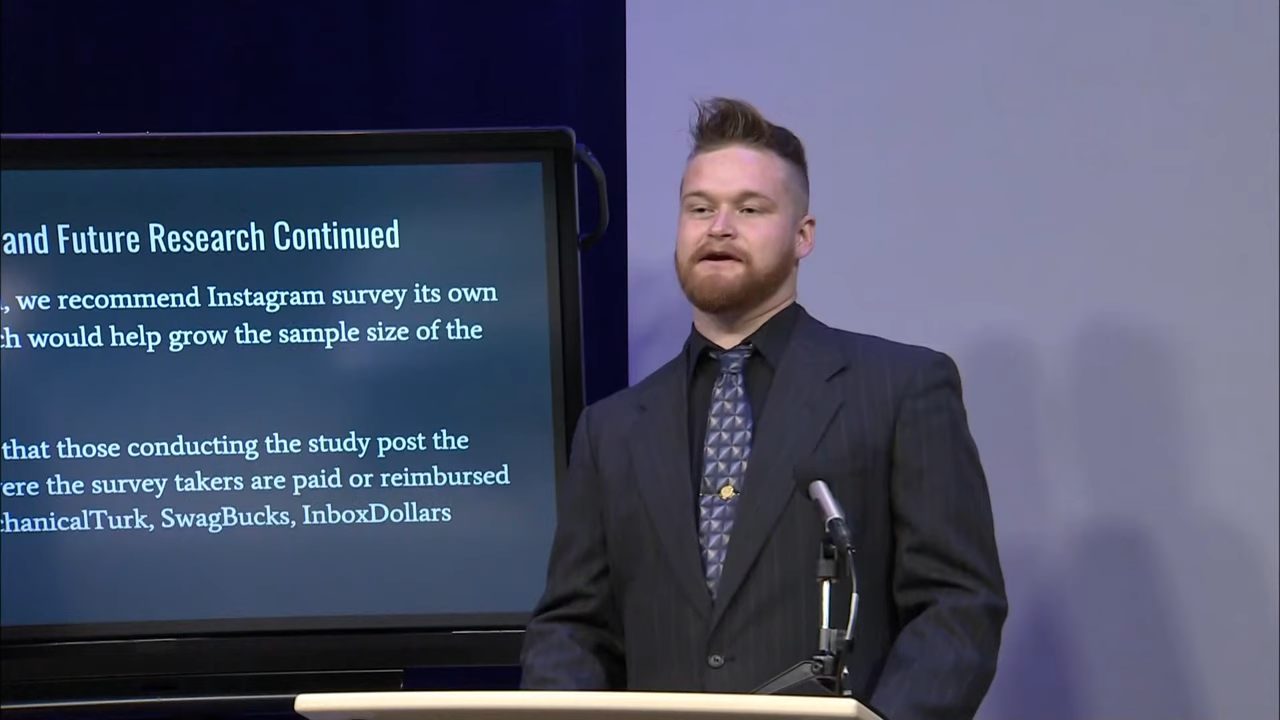 and Future Research Continued
, we recommend Instagram survey its own
ch would help grow the sample size of the
that those conducting the study post the
vere the survey takers are paid or reimbursed
chanicalTurk, SwagBucks, InboxDollars